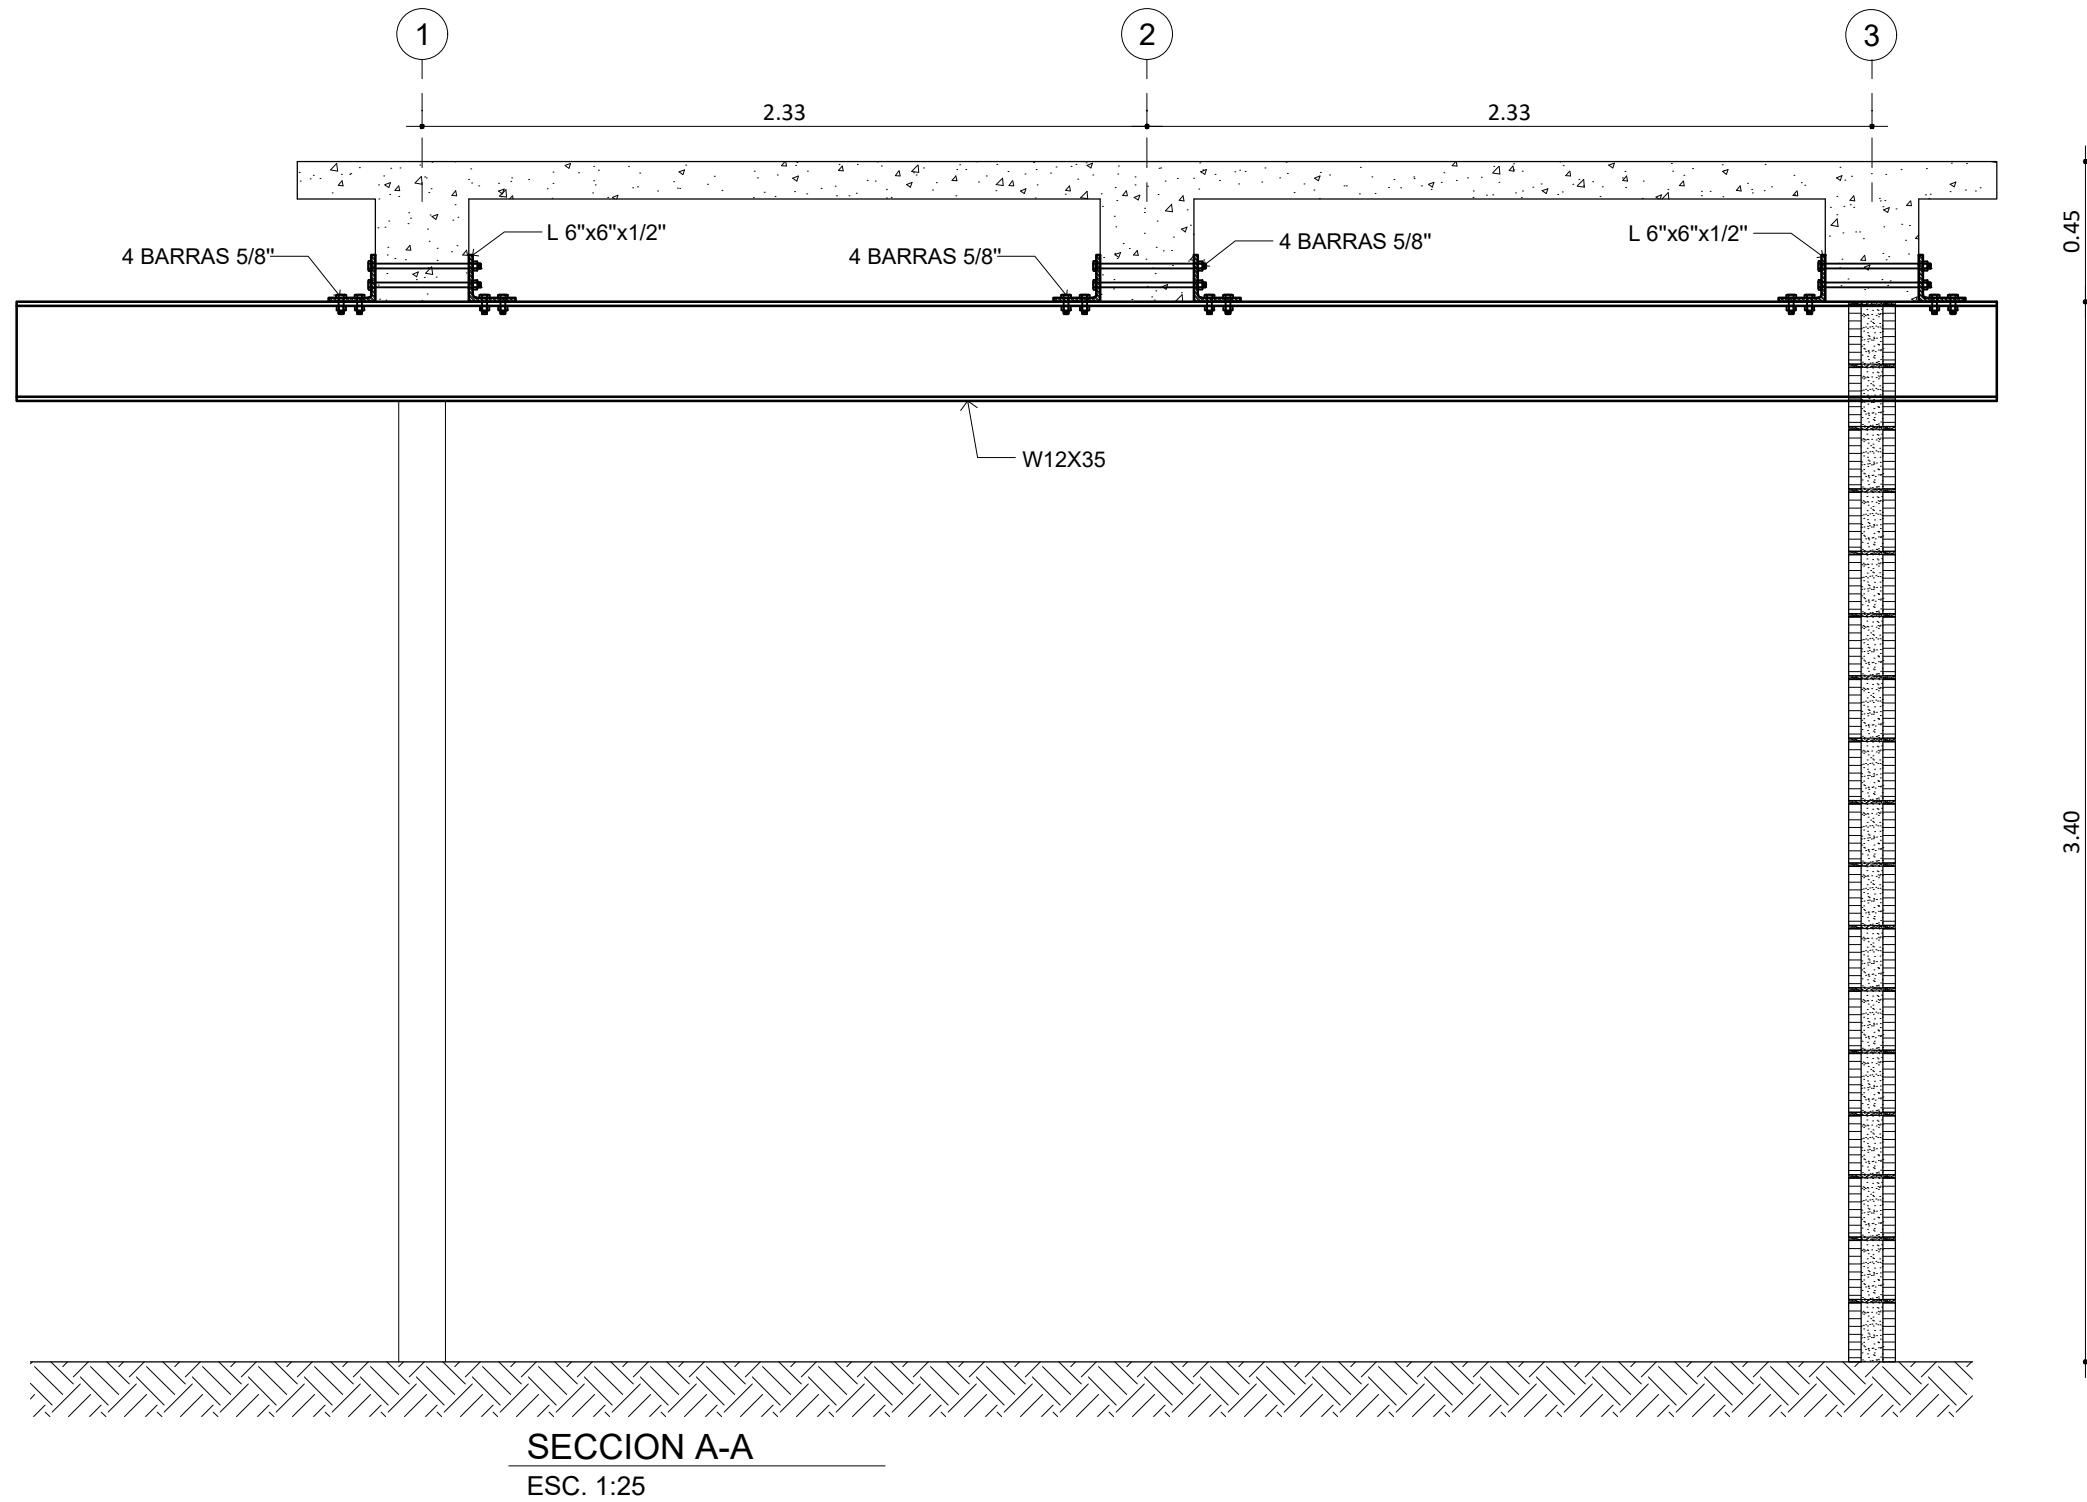 1
2
3
2.33
2.33
0.45
L 6"x6"x1/2"
4 BARRAS 5/8"
4 BARRAS 5/8"
4 BARRAS 5/8"
L 6"x6"x1/2"
W12X35
3.40
SECCION A-A
ESC. 1:25